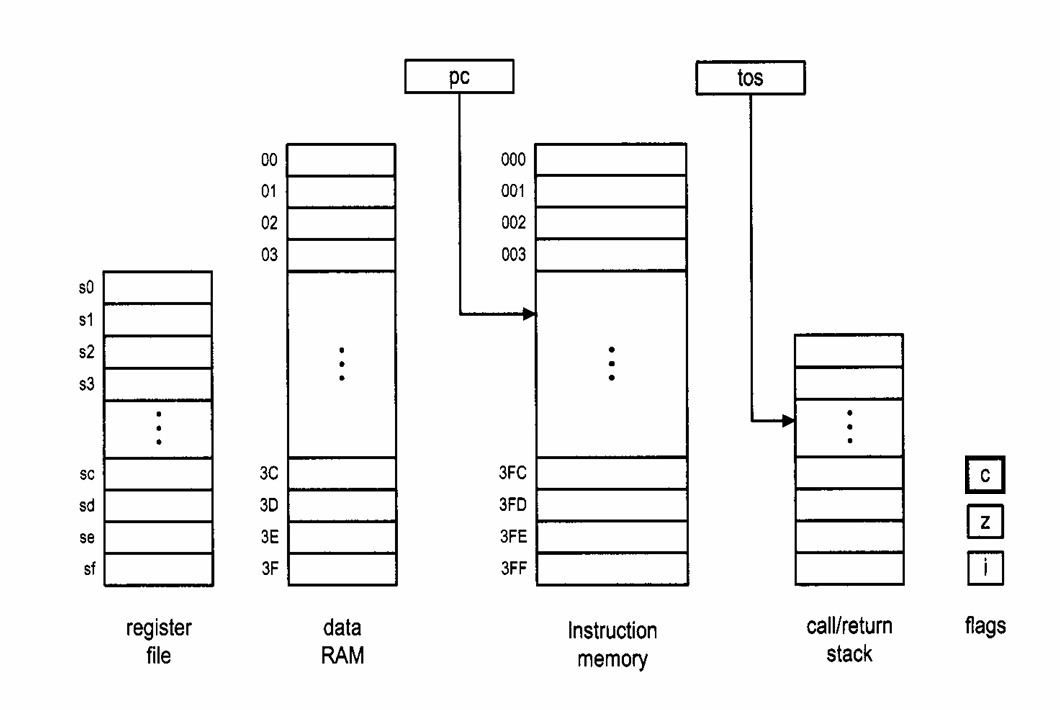 pc
tos
00
01
02
03
3C
3D
3E
3F
000
001
002
003
3FC
3FD
3FE
3FF
s0
s1
s2
s3
sc
sd
se
sf
c
z
i
register
file
data
RAM
Instruction
memory
call/return
stack
flags